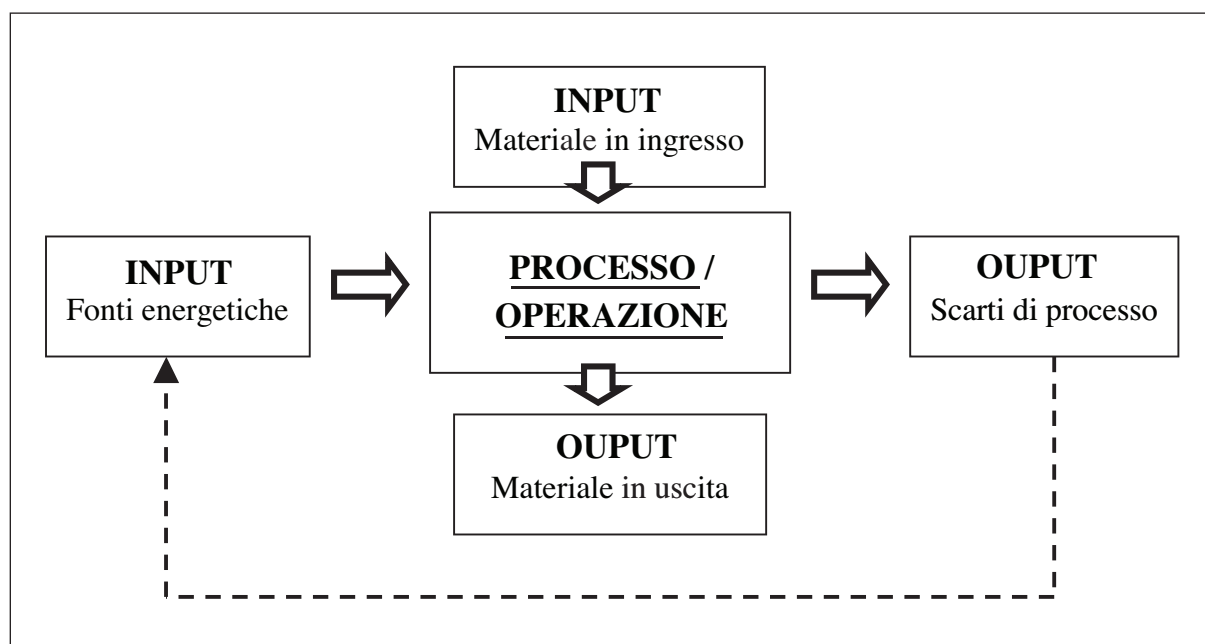 INPUT
Materiale in ingresso
INPUT
Fonti energetiche
PROCESSO /
OPERAZIONE
OUPUT
Scarti di processo
OUPUT
Materiale in uscita